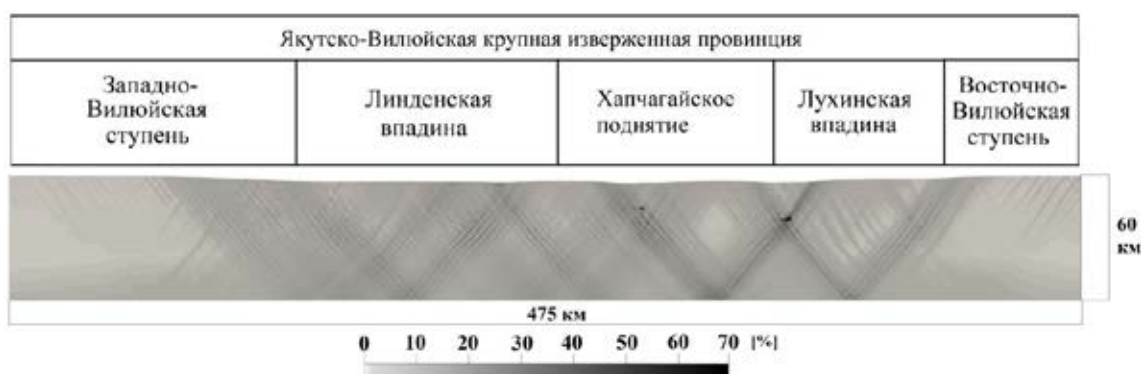 Якутско-Вилюйская крупная изверженная провинция
Западно-
Вилюйская
ступень
Линденская
впадина
Хапчагайское
поднятие
Лухинская
впадина
Восточно-
Вилюйская
ступень
60
км
475 км
0 10 20 30 40 50 60 70 [%]